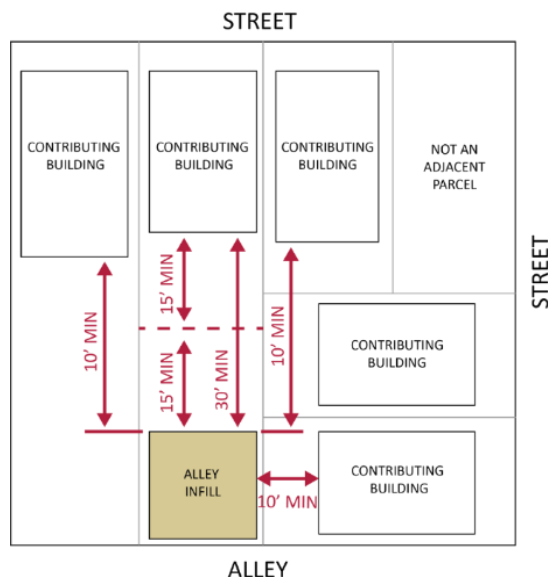 STREET
CONTRIBUTING
BUILDING
CONTRIBUTING
BUILDING
CONTRIBUTING
BUILDING
NOT AN
ADJACENT
PARCEL
STREET
15' MIN
10' MIN
15' MIN
30' MIN
10' MIN
CONTRIBUTING
BUILDING
ALLEY
INFILL
10' MIN
CONTRIBUTING
BUILDING
ALLEY